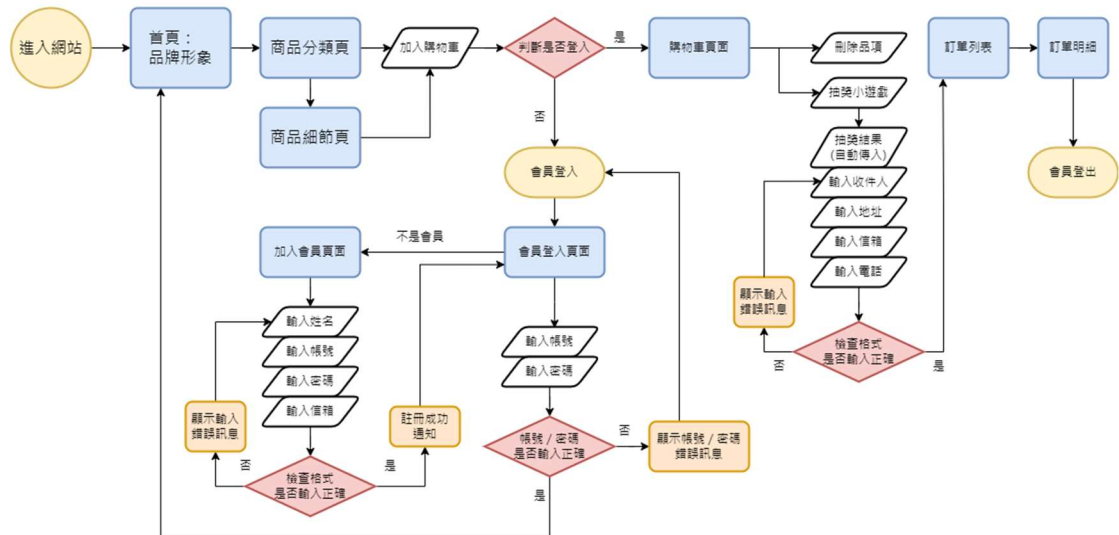 進入網站
首頁：
品牌形象
商品分類頁
加入購物車
判斷是否登入
是
購物車頁面
刪除品項
訂單列表
訂單明細
抽獎小遊戲
商品細節頁
否
抽獎結果
(自動傳入)
會員登入
輸入收件人
會員登出
輸入地址
不是會員
加入會員頁面
會員登入頁面
輸入信箱
輸入電話
顯示輸入
錯誤訊息
輸入姓名
輸入帳號
檢查格式
是否輸入正確
否
是
輸入帳號
輸入密碼
輸入密碼
輸入信箱
顯示輸入
錯誤訊息
註冊成功
通知
帳號 / 密碼
是否輸入正確
否
顯示帳號 / 密碼
錯誤訊息
否
是
檢查格式
是否輸入正確
是